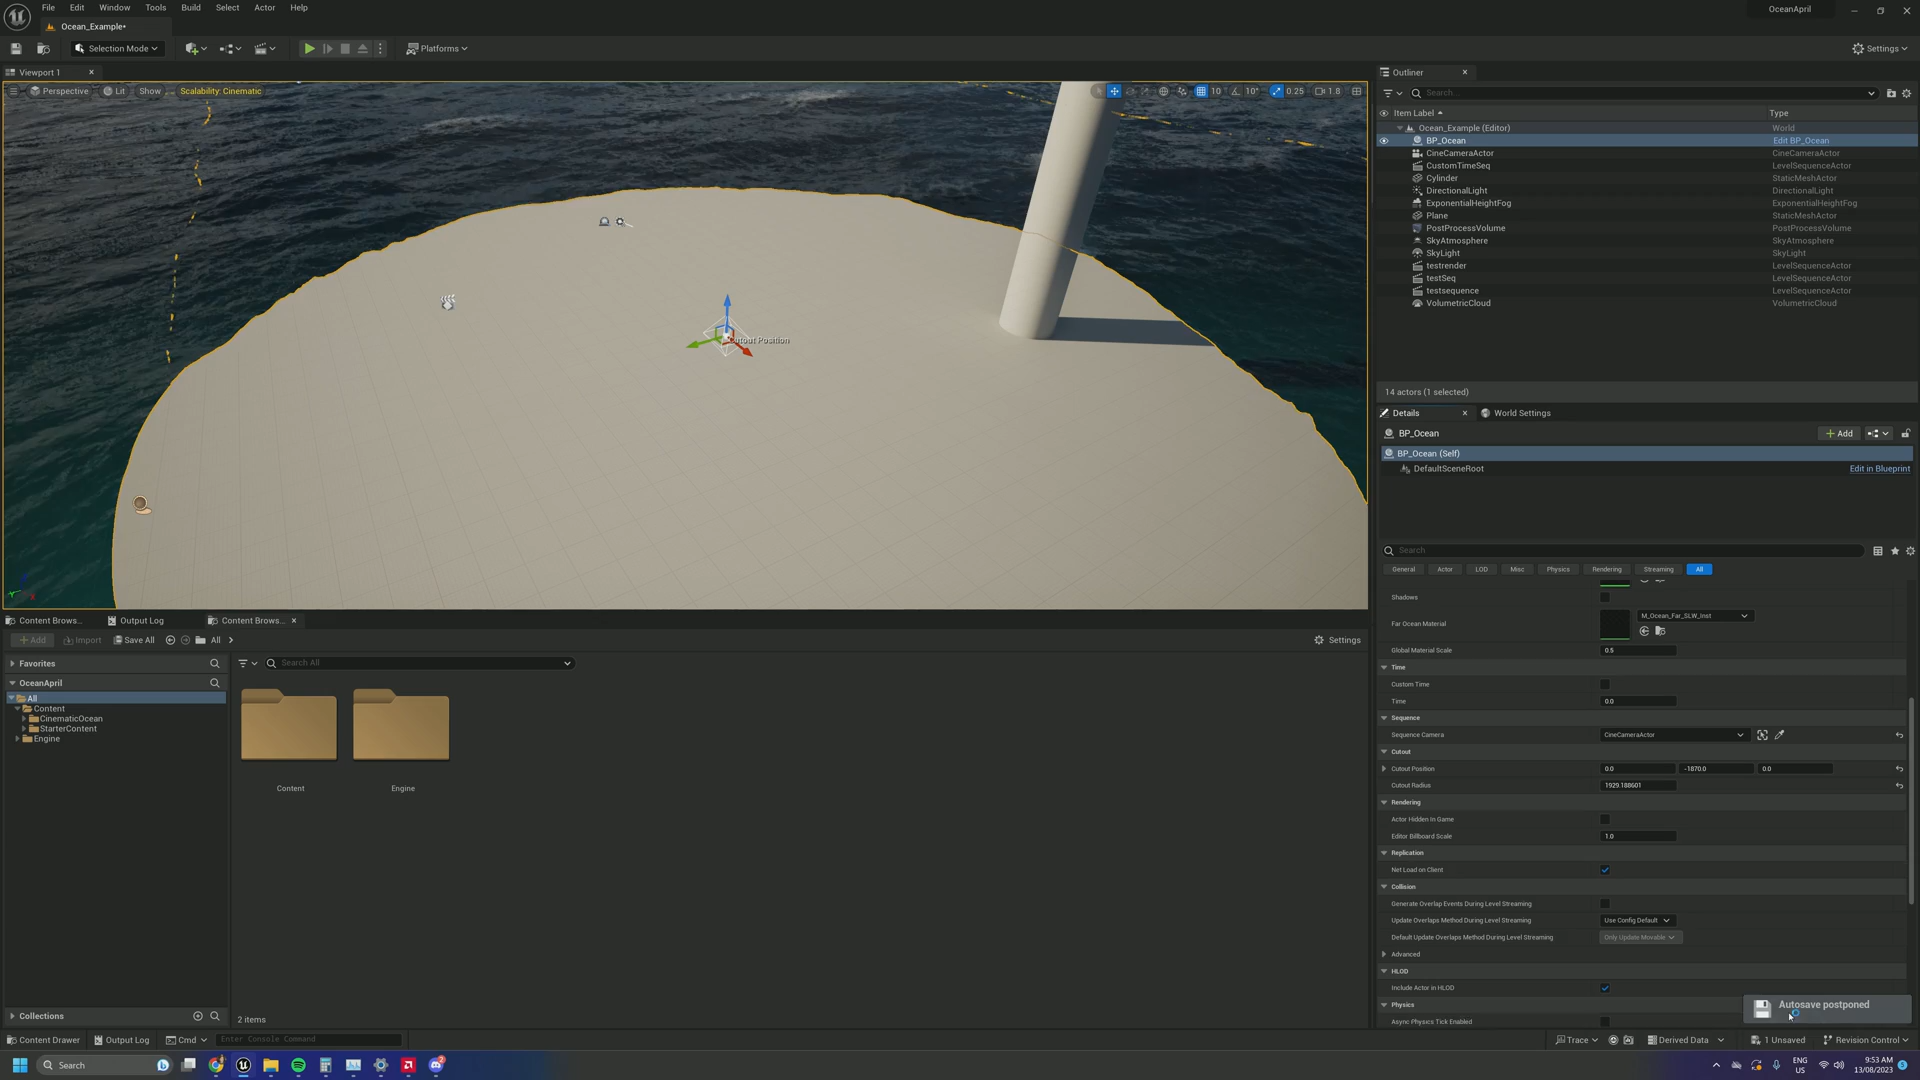 File Edit Window Tools Build Select Actor Help
OceanApril
Ocean_Example*
Selection Mode
Platforms
Settings
Viewport 1
Perspective Lit Show Scalability: Cinematic
10 10° 0.25 1.8
Cutout Position
Outliner
Search...
Item Label Type
Ocean_Example (Editor) World
BP_Ocean Edit BP_Ocean
CineCameraActor CineCameraActor
CustomTimeSeq LevelSequenceActor
Cylinder StaticMeshActor
DirectionalLight DirectionalLight
ExponentialHeightFog ExponentialHeightFog
Plane StaticMeshActor
PostProcessVolume PostProcessVolume
SkyAtmosphere SkyAtmosphere
SkyLight SkyLight
testrender LevelSequenceActor
testSeq LevelSequenceActor
testsequence LevelSequenceActor
VolumetricCloud VolumetricCloud
14 actors (1 selected)
Details World Settings
BP_Ocean
Add
BP_Ocean (Self)
DefaultSceneRoot Edit in Blueprint
Search
General Actor LOD Misc Physics Rendering Streaming All
Shadows
Far Ocean Material M_Ocean_Far_SLW_Inst
Global Material Scale 0.5
Time
Custom Time
Time 0.0
Sequence
Sequence Camera CineCameraActor
Cutout
Cutout Position 0.0 -1870.0 0.0
Cutout Radius 1929.188601
Rendering
Actor Hidden In Game
Editor Billboard Scale 1.0
Replication
Net Load on Client
Collision
Generate Overlap Events During Level Streaming
Update Overlaps Method During Level Streaming Use Config Default
Default Update Overlaps Method During Level Streaming Only Update Movable
Advanced
HLOD
Include Actor in HLOD
Physics
Async Physics Tick Enabled
Autosave postponed
Content Brows... Output Log Content Brows...
Add Import Save All All
Settings
Favorites
Search All
OceanApril
All
Content
CinematicOcean
StarterContent
Engine
Content Engine
Collections
2 items
Content Drawer Output Log Cmd Enter Console Command
Trace Derived Data 1 Unsaved Revision Control
Search
2
ENG
US
9:53 AM
13/08/2023